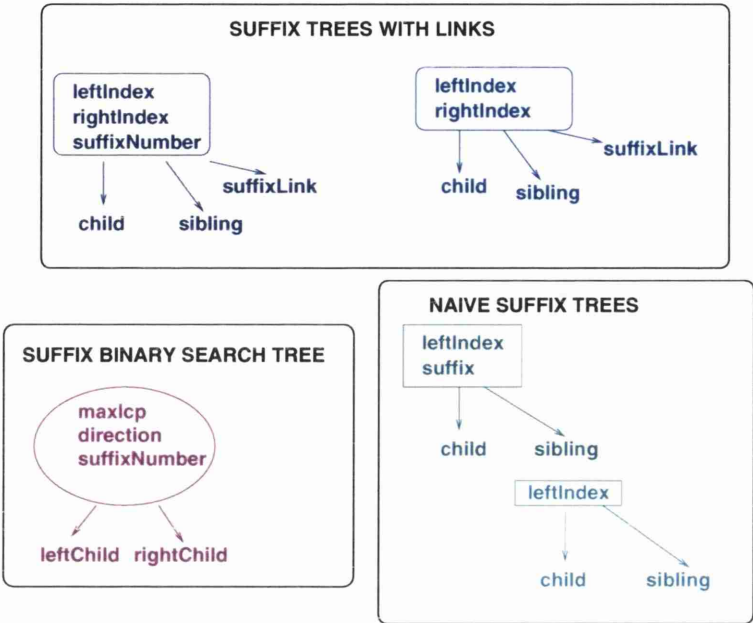 SUFFIX TREES WITH LINKS
leftIndex
rightIndex
suffixNumber
suffixLink
child
sibling
leftIndex
rightIndex
suffixLink
child
sibling
SUFFIX BINARY SEARCH TREE
maxlcp
direction
suffixNumber
leftChild rightChild
NAIVE SUFFIX TREES
leftIndex
suffix
child
sibling
leftIndex
child
sibling